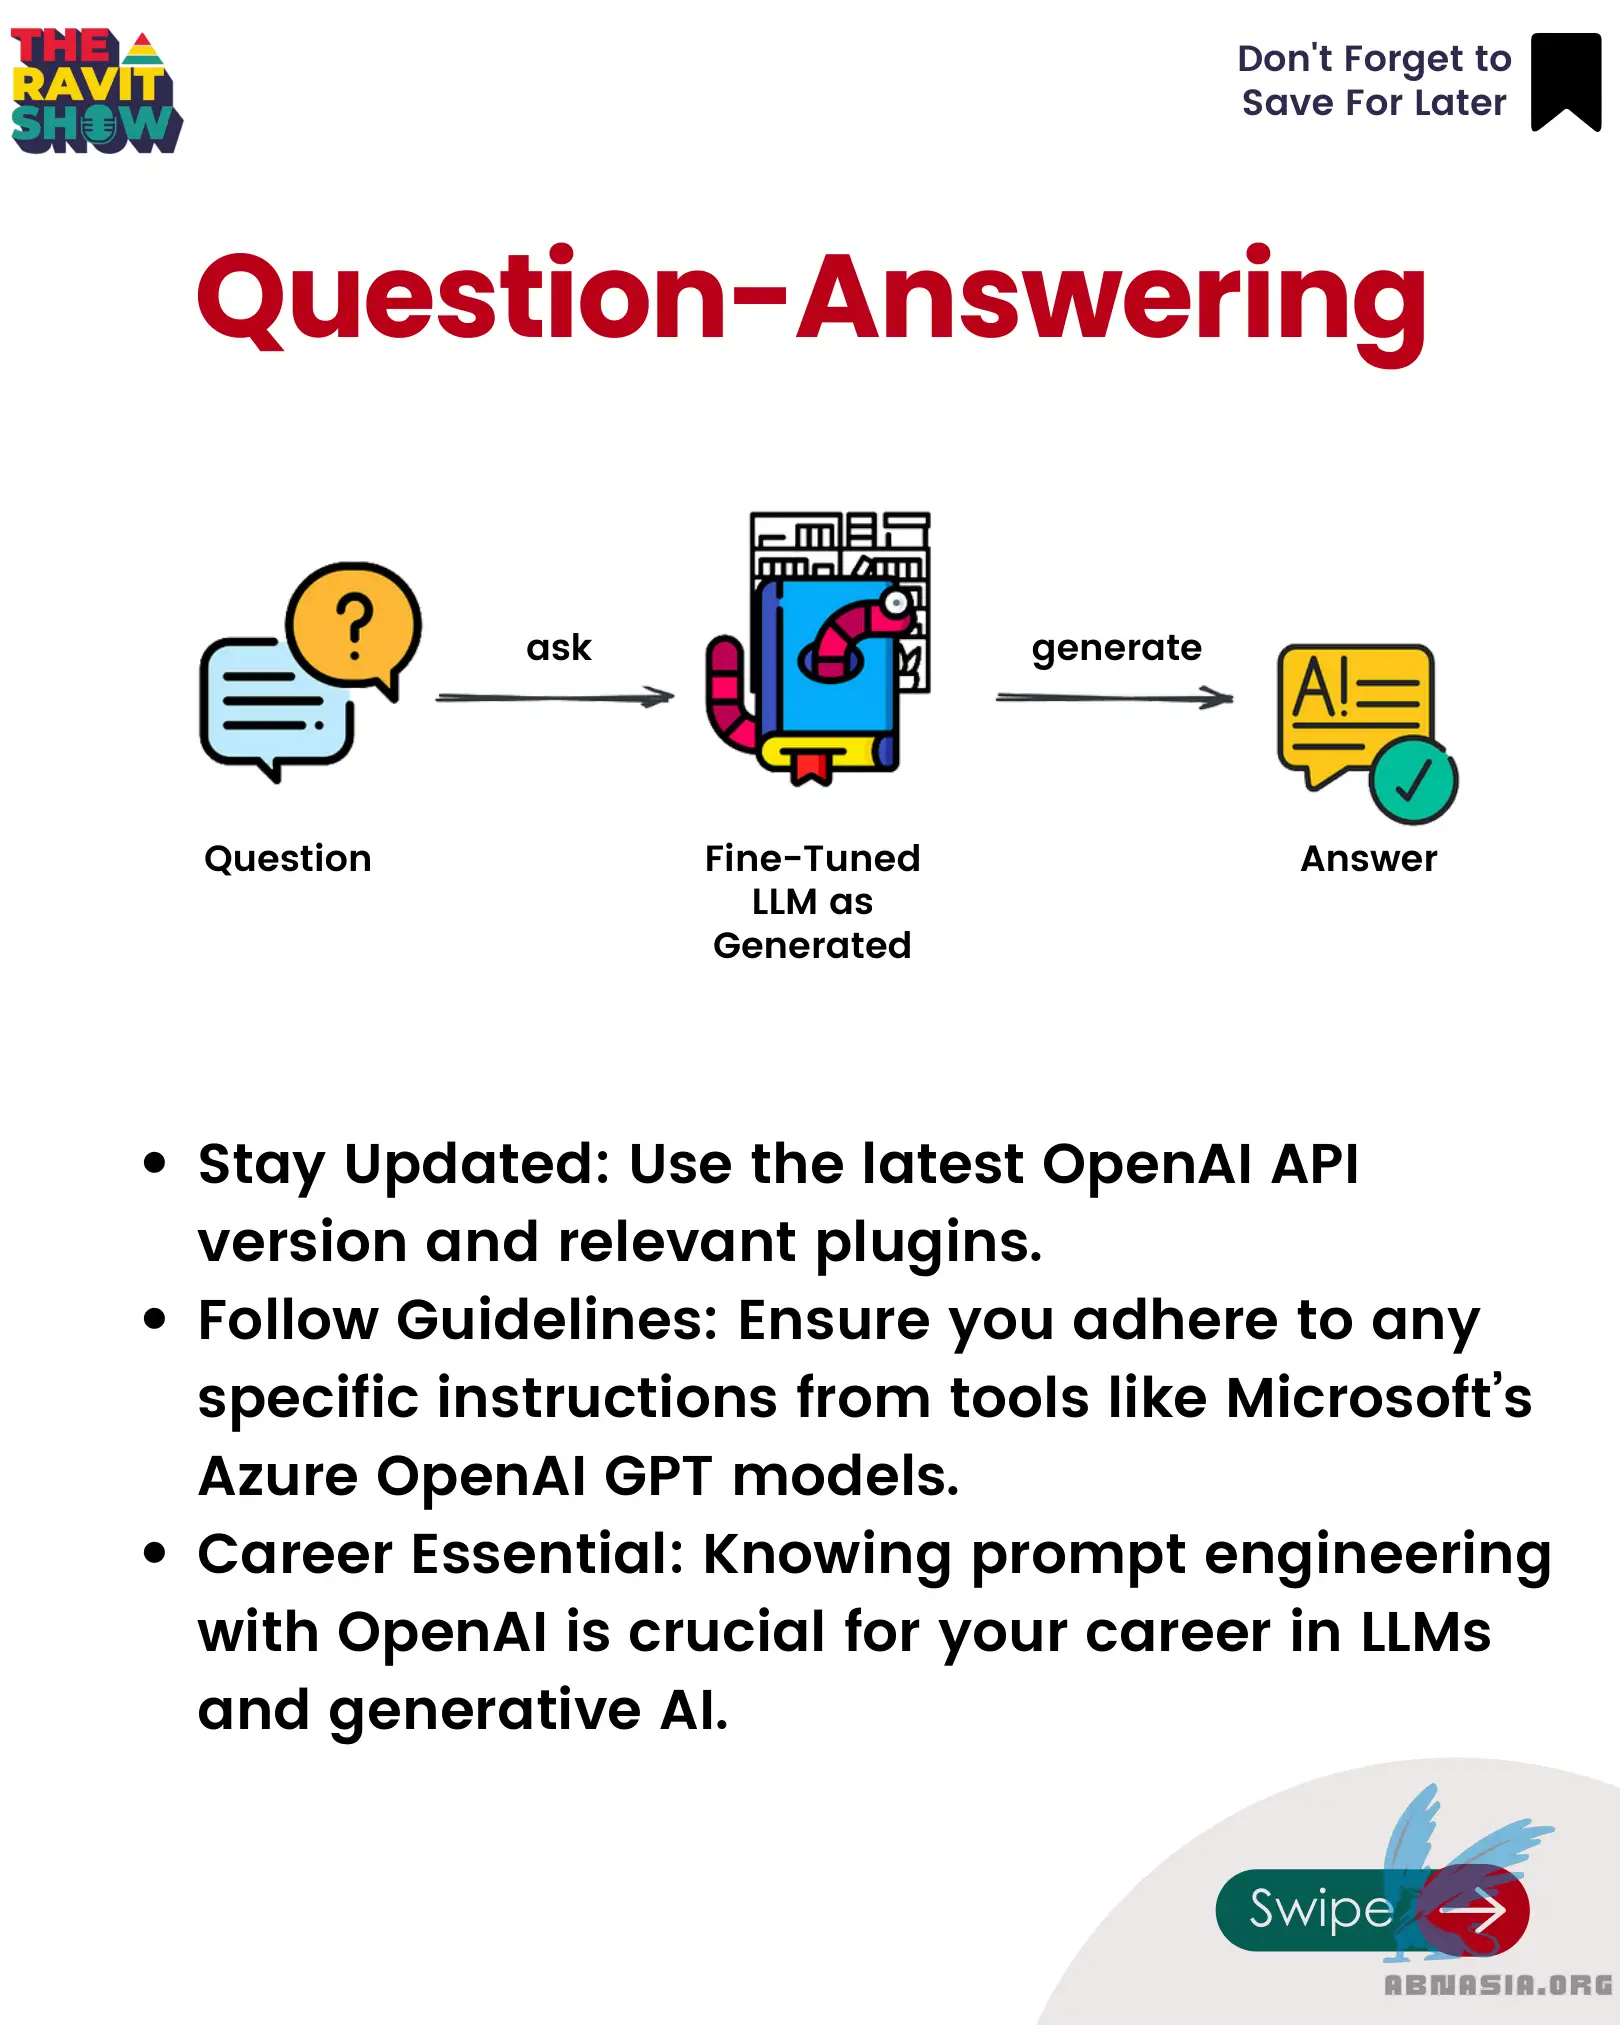 THE
RAVIT
SHOW
Don't Forget to
Save For Later
Question-Answering
?
ask
generate
A!
Question
Fine-Tuned
LLM as
Generated
Answer
• Stay Updated: Use the latest OpenAI API
version and relevant plugins.
• Follow Guidelines: Ensure you adhere to any
specific instructions from tools like Microsoft’s
Azure OpenAI GPT models.
• Career Essential: Knowing prompt engineering
with OpenAI is crucial for your career in LLMs
and generative AI.
Swipe
ABNASIA.ORG